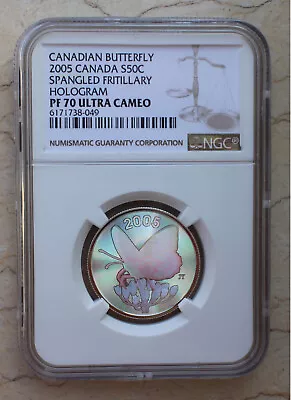 CANADIAN BUTTERFLY
2005 CANADA S50C
SPANGLED FRITILLARY
HOLOGRAM
PF 70 ULTRA CAMEO
6171738-049
NUMISMATIC GUARANTY CORPORATION
NGC
2005